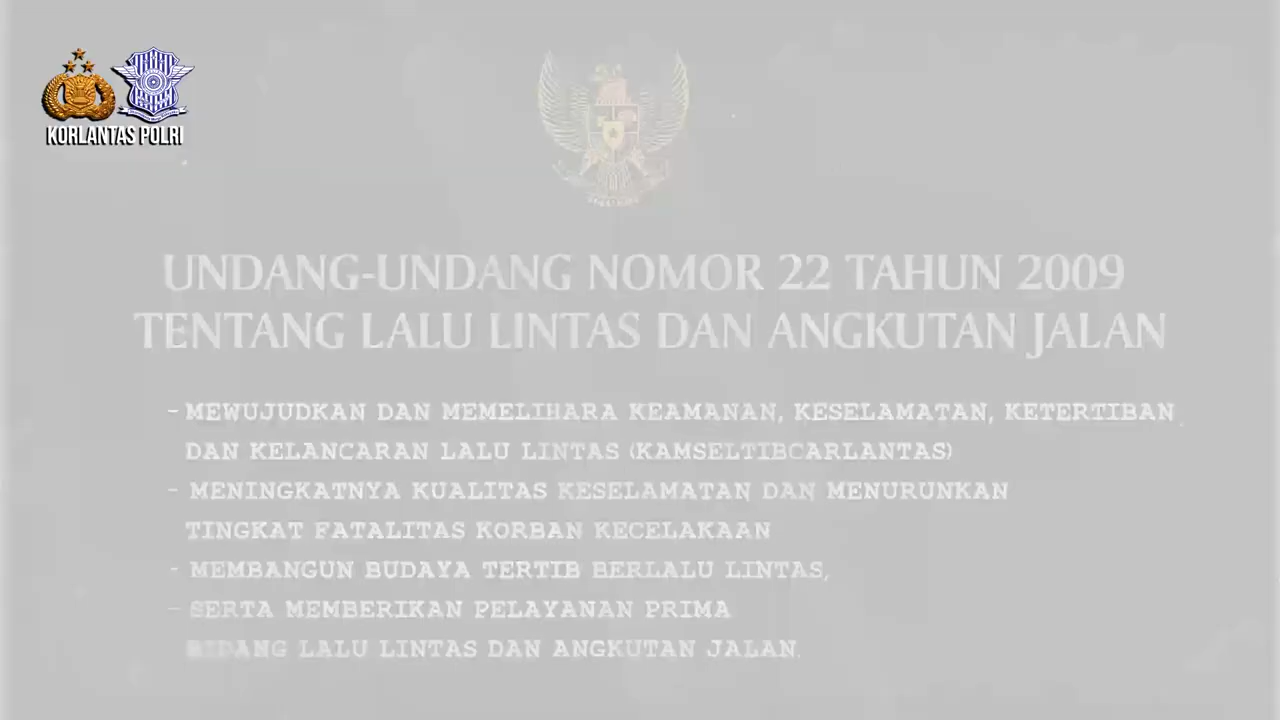 KORLANTAS POLRI
UNDANG-UNDANG NOMOR 22 TAHUN 2009
TENTANG LALU LINTAS DAN ANGKUTAN JALAN
- MEWUJUDKAN DAN MEMELIHARA KEAMANAN, KESELAMATAN, KETERTIBAN
DAN KELANCARAN LALU LINTAS (KAMSELTIBCARLANTAS)
- MENINGKATNYA KUALITAS KESELAMATAN DAN MENURUNKAN
TINGKAT FATALITAS KORBAN KECELAKAAN
- MEMBANGUN BUDAYA TERTIB BERLALU LINTAS,
- SERTA MEMBERIKAN PELAYANAN PRIMA
BIDANG LALU LINTAS DAN ANGKUTAN JALAN.